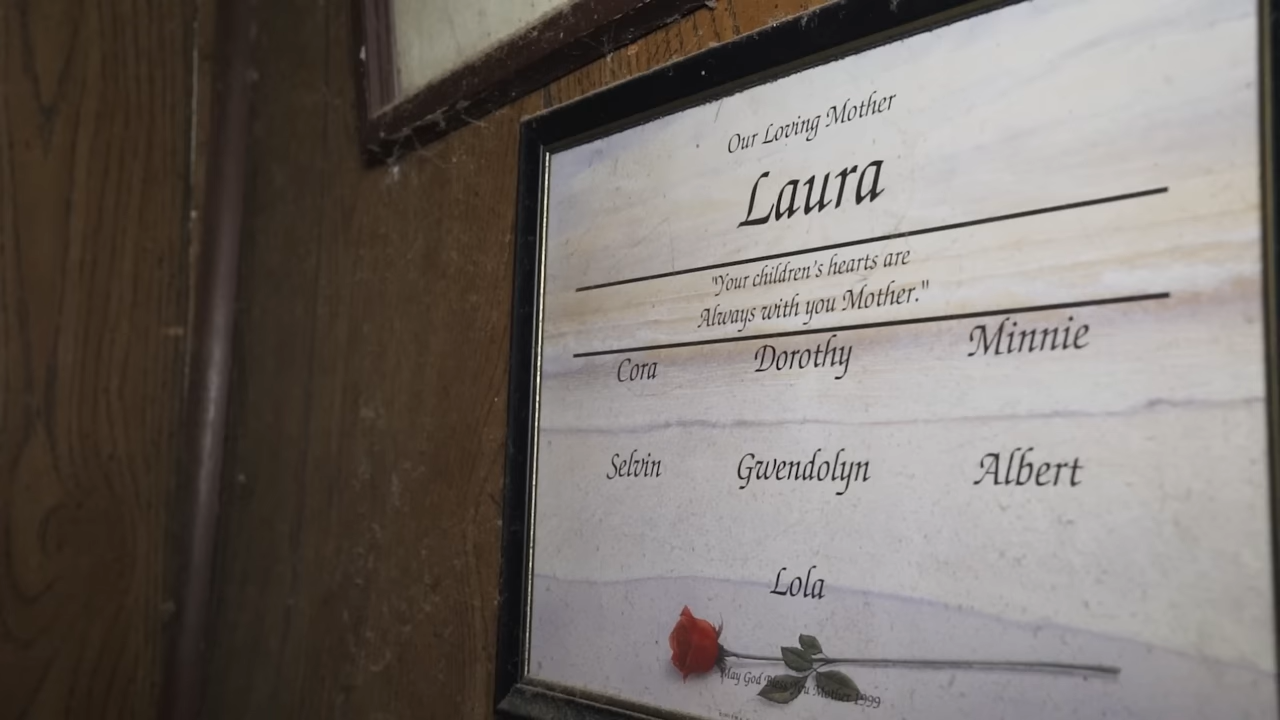 Our Loving Mother
Laura
"Your children's hearts are
Always with you Mother."
Cora Dorothy Minnie
Selvin Gwendolyn Albert
Lola
May God Bless You Mother 1999